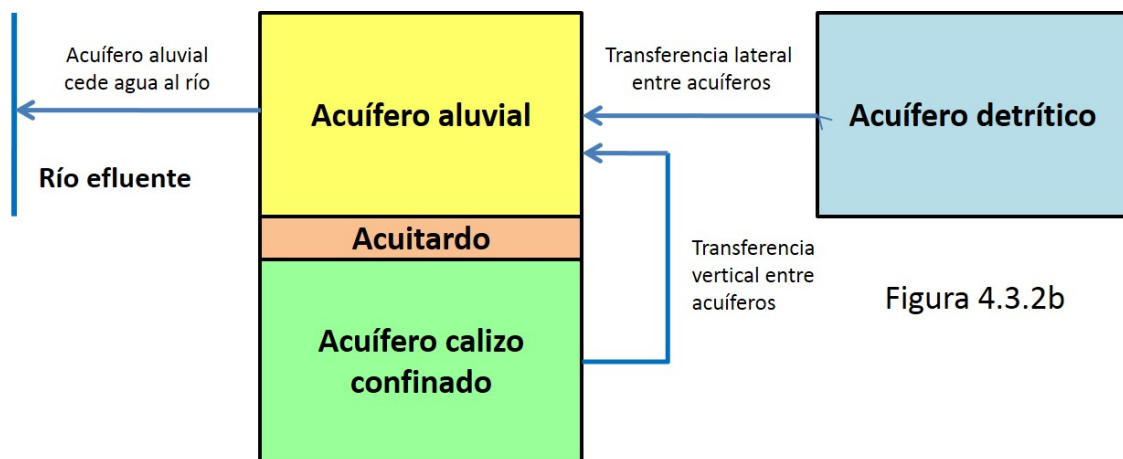 Acuífero aluvial
cede agua al río
Río efluente
Acuífero aluvial
Acuitardo
Acuífero calizo
confinado
Transferencia lateral
entre acuíferos
Transferencia
vertical entre
acuíferos
Acuífero detrítico
Figura 4.3.2b